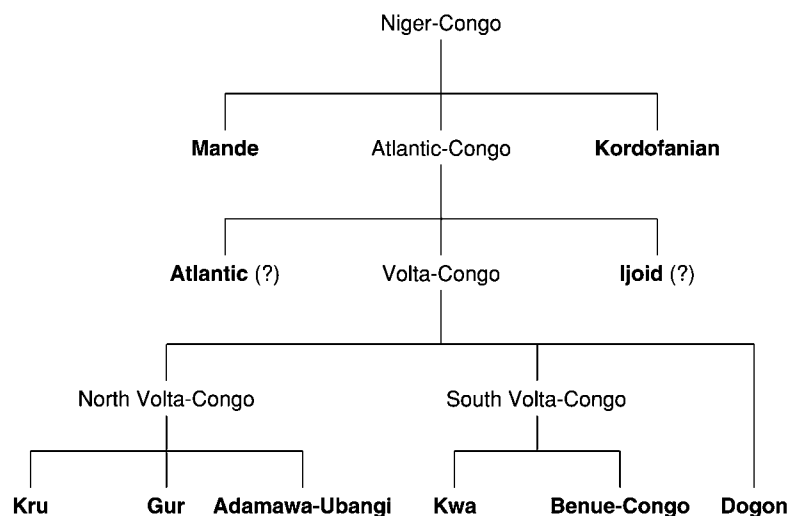 Niger-Congo
Mande Atlantic-Congo Kordofanian
Atlantic (?) Volta-Congo Ijoid (?)
North Volta-Congo South Volta-Congo
Kru Gur Adamawa-Ubangi Kwa Benue-Congo Dogon